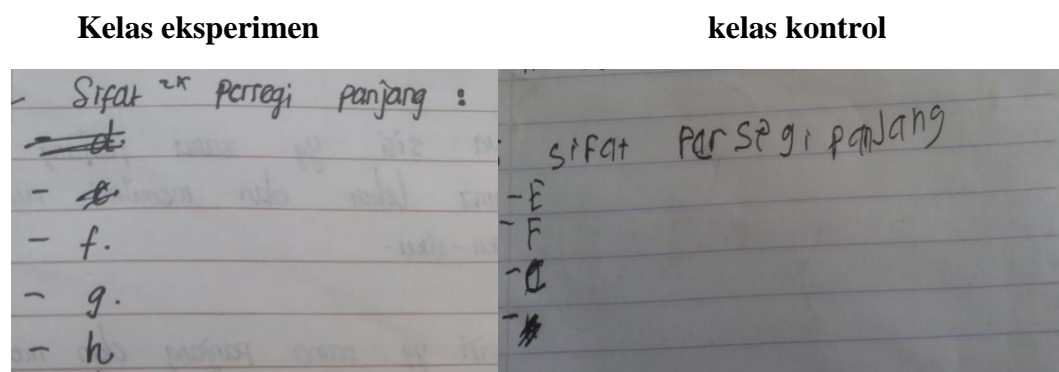 Kelas eksperimen
kelas kontrol
- Sifat 2x persegi panjang :
- f.
- g.
- h
sifat Parsegi panjang
- E
- F